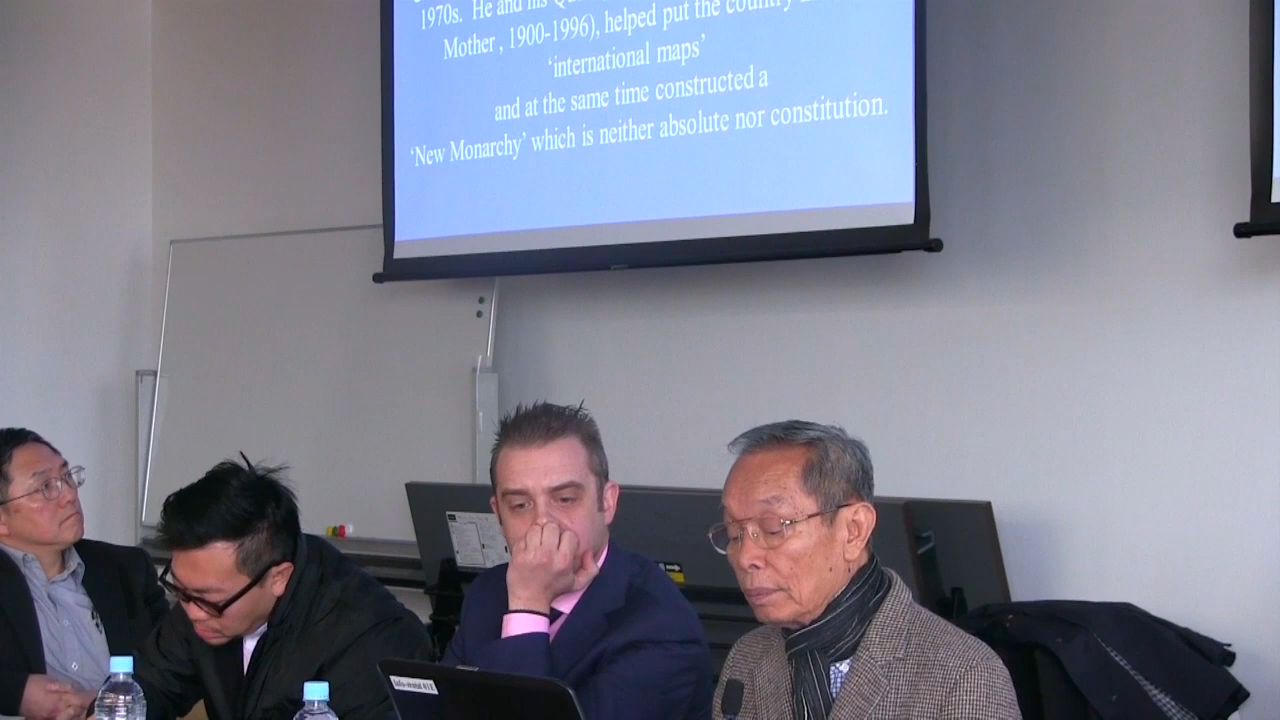 1970s. He and his
Mother , 1900-1996), helped put the country
‘international maps’
and at the same time constructed a
‘New Monarchy’ which is neither absolute nor constitution.